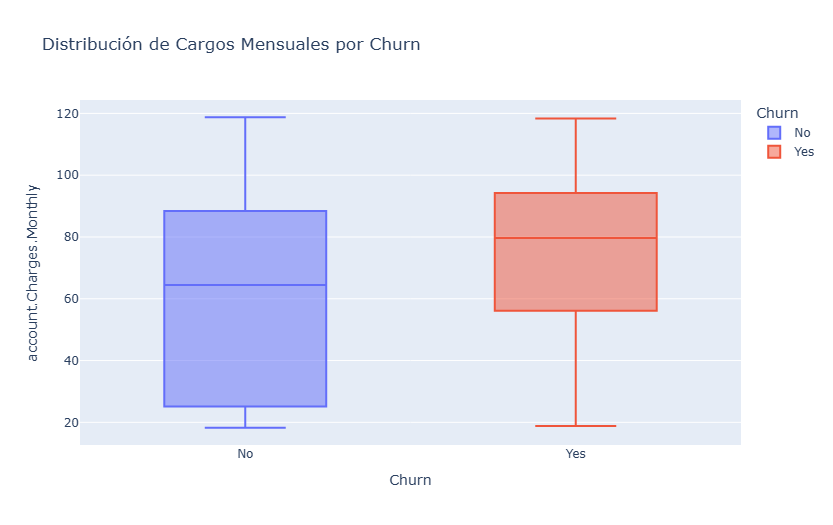 Distribución de Cargos Mensuales por Churn
Churn
No
Yes
account.Charges.Monthly
120
100
80
60
40
20
No
Yes
Churn